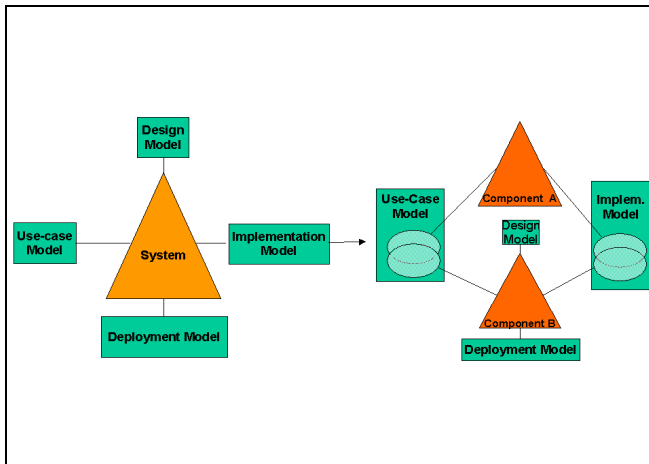 Design
Model
Use-case
Model
System
Implementation
Model
Deployment Model
Component A
Use-Case
Model
Implem.
Model
Design
Model
Component B
Deployment Model